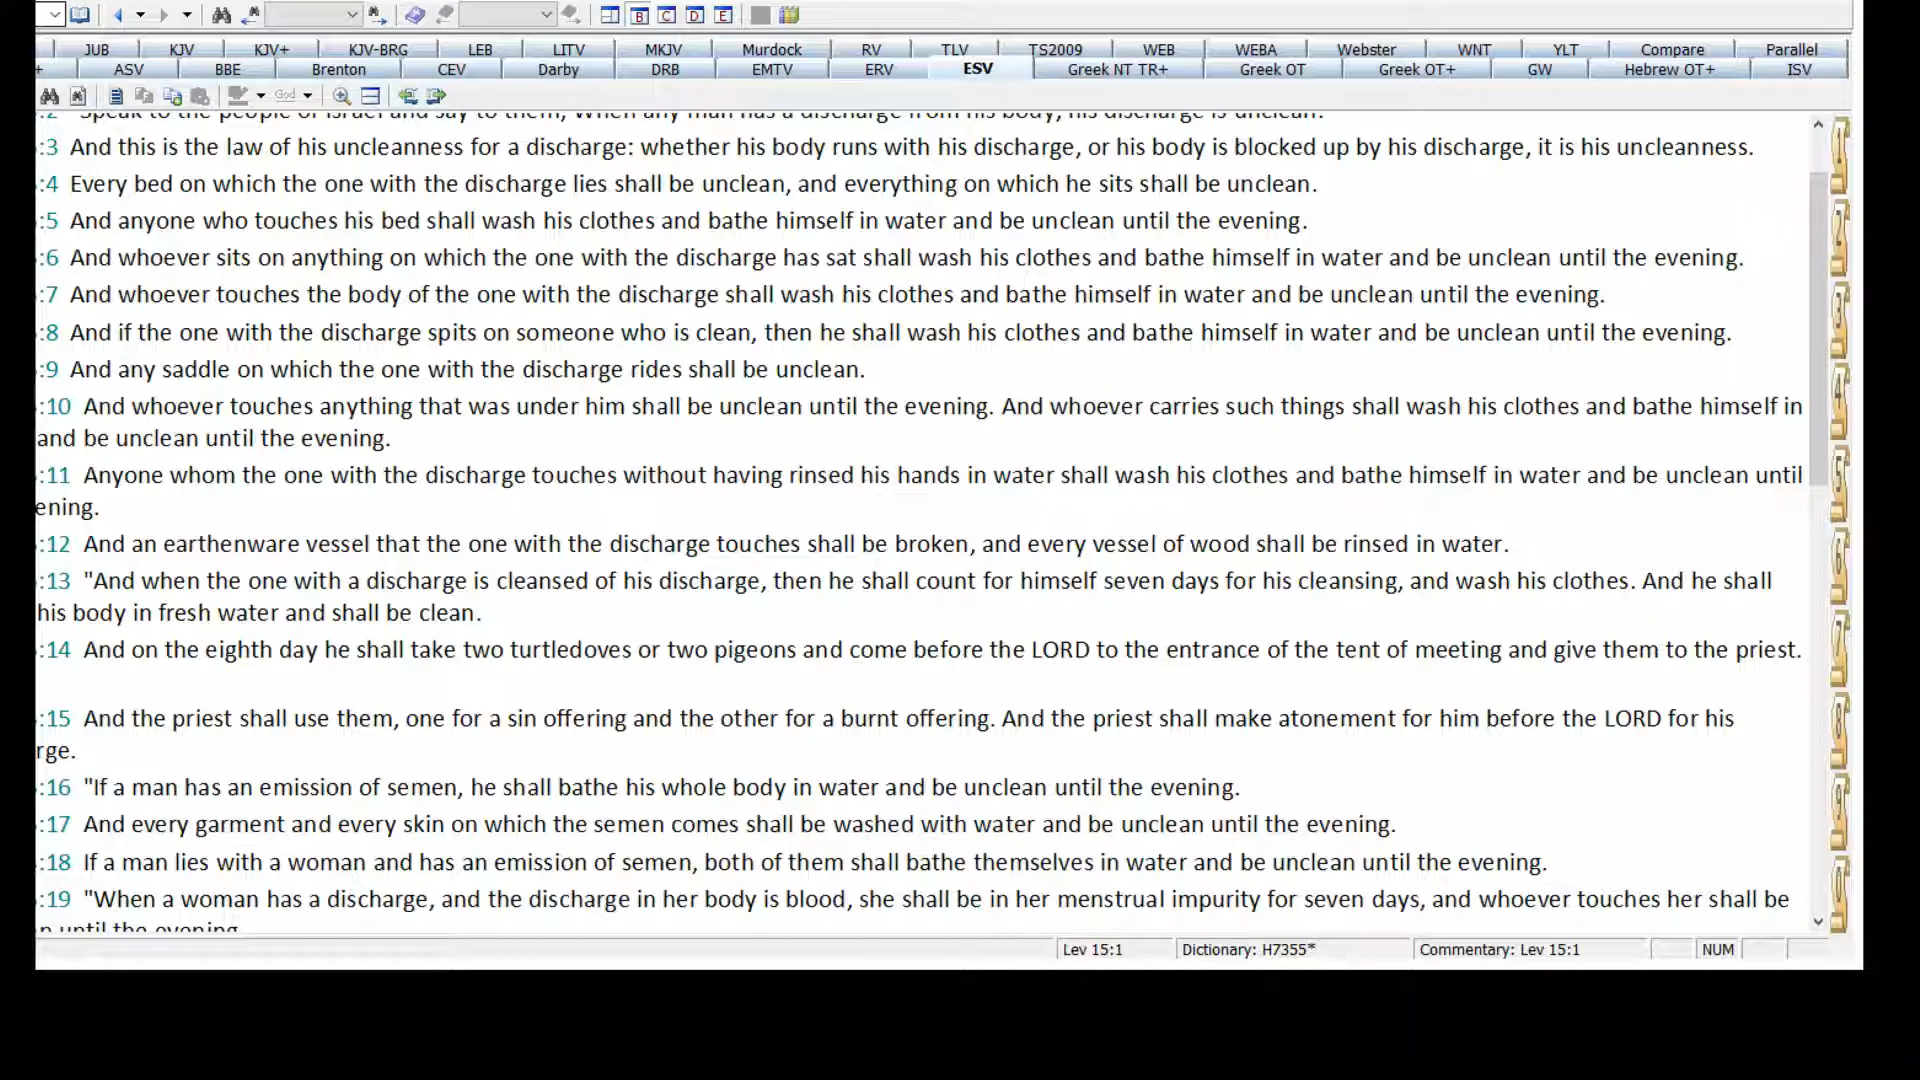 B C D E
JUB KJV KJV+ KJV-BRG LEB LITV MKJV Murdock RV TLV TS2009 WEB WEBA Webster WNT YLT Compare Parallel
+ ASV BBE Brenton CEV Darby DRB EMTV ERV ESV Greek NT TR+ Greek OT Greek OT+ GW Hebrew OT+ ISV
God
:2 "Speak to the people of Israel and say to them, When any man has a discharge from his body, his discharge is unclean.
:3 And this is the law of his uncleanness for a discharge: whether his body runs with his discharge, or his body is blocked up by his discharge, it is his uncleanness.
:4 Every bed on which the one with the discharge lies shall be unclean, and everything on which he sits shall be unclean.
:5 And anyone who touches his bed shall wash his clothes and bathe himself in water and be unclean until the evening.
:6 And whoever sits on anything on which the one with the discharge has sat shall wash his clothes and bathe himself in water and be unclean until the evening.
:7 And whoever touches the body of the one with the discharge shall wash his clothes and bathe himself in water and be unclean until the evening.
:8 And if the one with the discharge spits on someone who is clean, then he shall wash his clothes and bathe himself in water and be unclean until the evening.
:9 And any saddle on which the one with the discharge rides shall be unclean.
:10 And whoever touches anything that was under him shall be unclean until the evening. And whoever carries such things shall wash his clothes and bathe himself in
and be unclean until the evening.
:11 Anyone whom the one with the discharge touches without having rinsed his hands in water shall wash his clothes and bathe himself in water and be unclean until
ening.
:12 And an earthenware vessel that the one with the discharge touches shall be broken, and every vessel of wood shall be rinsed in water.
:13 "And when the one with a discharge is cleansed of his discharge, then he shall count for himself seven days for his cleansing, and wash his clothes. And he shall
his body in fresh water and shall be clean.
:14 And on the eighth day he shall take two turtledoves or two pigeons and come before the LORD to the entrance of the tent of meeting and give them to the priest.
:15 And the priest shall use them, one for a sin offering and the other for a burnt offering. And the priest shall make atonement for him before the LORD for his
rge.
:16 "If a man has an emission of semen, he shall bathe his whole body in water and be unclean until the evening.
:17 And every garment and every skin on which the semen comes shall be washed with water and be unclean until the evening.
:18 If a man lies with a woman and has an emission of semen, both of them shall bathe themselves in water and be unclean until the evening.
:19 "When a woman has a discharge, and the discharge in her body is blood, she shall be in her menstrual impurity for seven days, and whoever touches her shall be
n until the evening.
1
2
3
4
5
6
7
8
9
0
Lev 15:1 Dictionary: H7355* Commentary: Lev 15:1 NUM